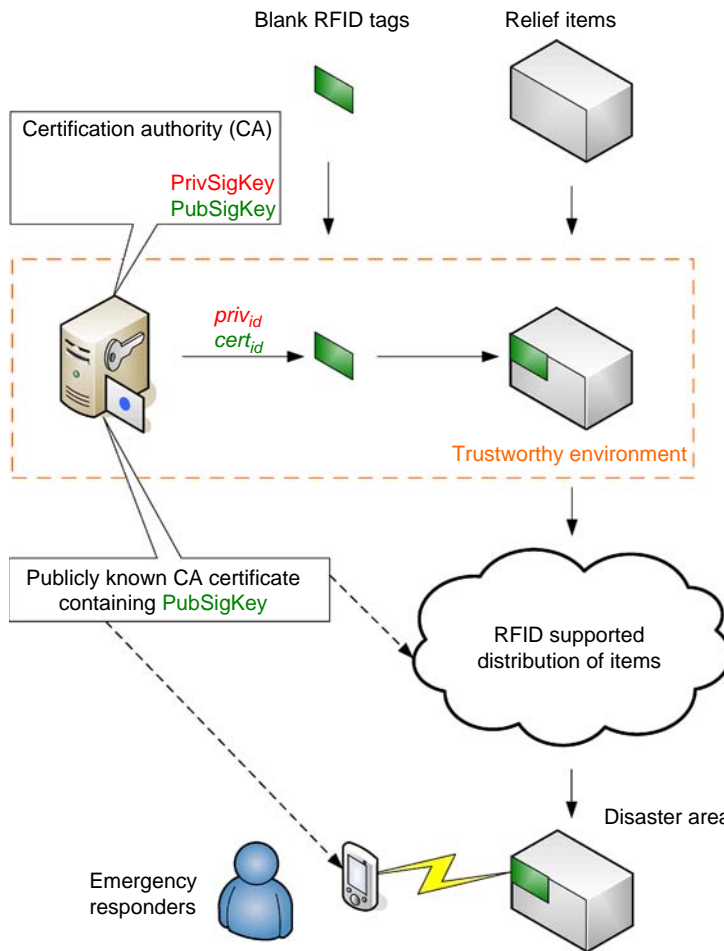 Blank RFID tags
Relief items
Certification authority (CA)
PrivSigKey
PubSigKey
priv_id
cert_id
Trustworthy environment
Publicly known CA certificate
containing PubSigKey
RFID supported
distribution of items
Disaster area
Emergency
responders